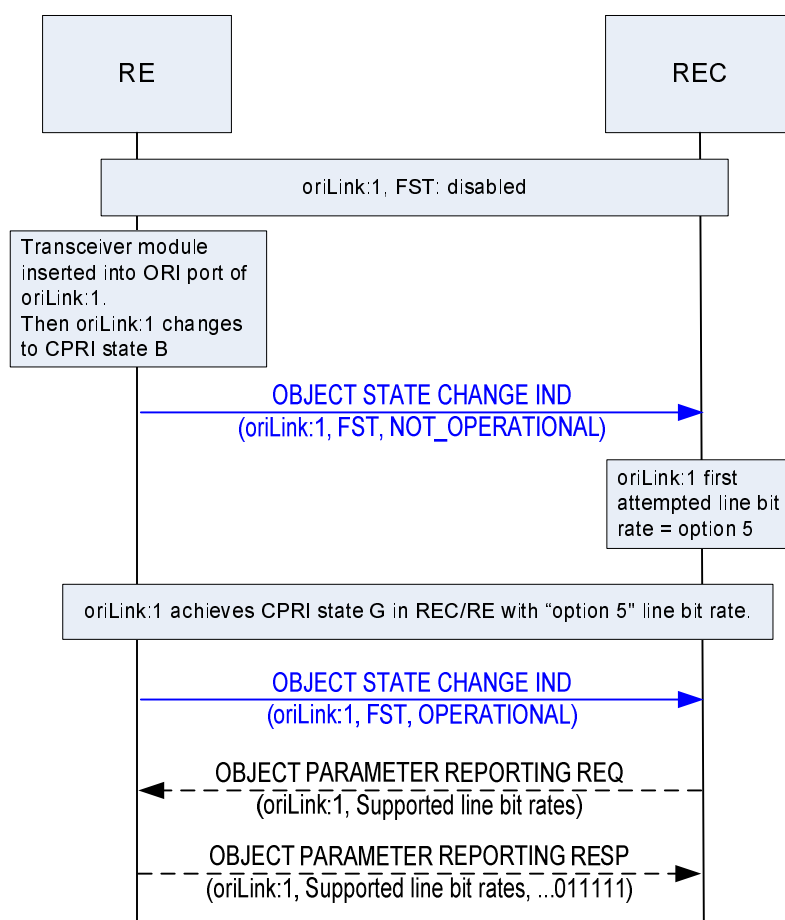 RE
REC
oriLink:1, FST: disabled
Transceiver module
inserted into ORI port of
oriLink:1.
Then oriLink:1 changes
to CPRI state B
OBJECT STATE CHANGE IND
(oriLink:1, FST, NOT_OPERATIONAL)
oriLink:1 first
attempted line bit
rate = option 5
oriLink:1 achieves CPRI state G in REC/RE with “option 5" line bit rate.
OBJECT STATE CHANGE IND
(oriLink:1, FST, OPERATIONAL)
OBJECT PARAMETER REPORTING REQ
(oriLink:1, Supported line bit rates)
OBJECT PARAMETER REPORTING RESP
(oriLink:1, Supported line bit rates, ...011111)